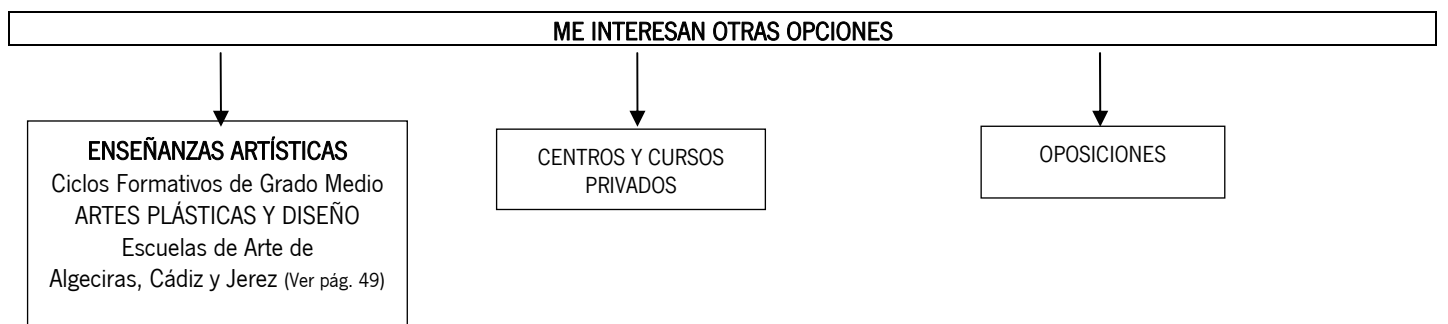 ME INTERESAN OTRAS OPCIONES
ENSEÑANZAS ARTÍSTICAS
Ciclos Formativos de Grado Medio
ARTES PLÁSTICAS Y DISEÑO
Escuelas de Arte de
Algeciras, Cádiz y Jerez (Ver pág. 49)
CENTROS Y CURSOS
PRIVADOS
OPOSICIONES